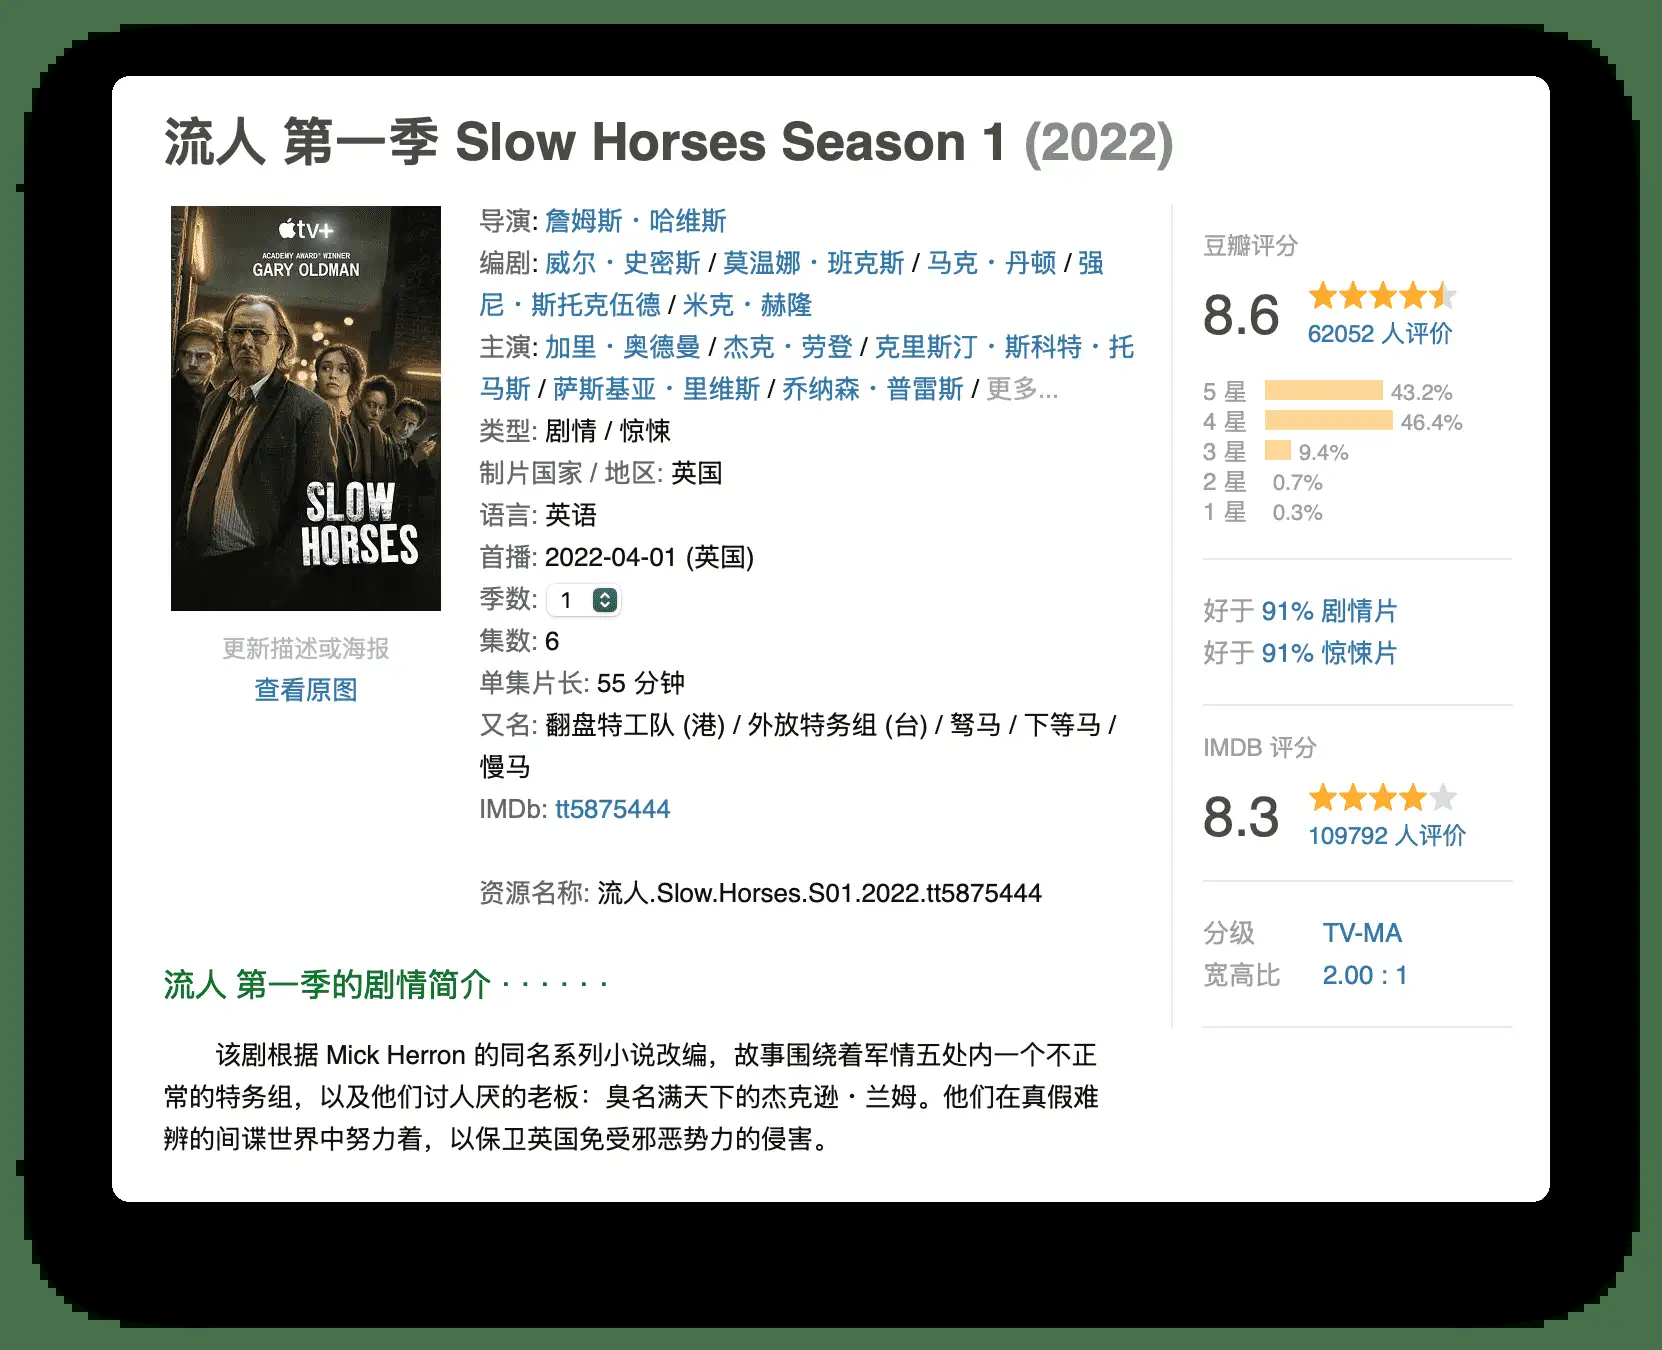 流人 第一季 Slow Horses Season 1 (2022)
tv+
ACADEMY AWARD® WINNER
GARY OLDMAN
SLOW
HORSES
更新描述或海报
查看原图
导演: 詹姆斯·哈维斯
编剧: 威尔·史密斯 / 莫温娜·班克斯 / 马克·丹顿 / 强
尼·斯托克伍德 / 米克·赫隆
主演: 加里·奥德曼 / 杰克·劳登 / 克里斯汀·斯科特·托
马斯 / 萨斯基亚·里维斯 / 乔纳森·普雷斯 / 更多...
类型: 剧情 / 惊悚
制片国家 / 地区: 英国
语言: 英语
首播: 2022-04-01 (英国)
季数: 1
集数: 6
单集片长: 55 分钟
又名: 翻盘特工队 (港) / 外放特务组 (台) / 驽马 / 下等马 /
慢马
IMDb: tt5875444
资源名称: 流人.Slow.Horses.S01.2022.tt5875444
豆瓣评分
8.6
62052 人评价
5 星 43.2%
4 星 46.4%
3 星 9.4%
2 星 0.7%
1 星 0.3%
好于 91% 剧情片
好于 91% 惊悚片
IMDB 评分
8.3
109792 人评价
分级 TV-MA
宽高比 2.00 : 1
流人 第一季的剧情简介 · · · · · ·
该剧根据 Mick Herron 的同名系列小说改编，故事围绕着军情五处内一个不正
常的特务组，以及他们讨人厌的老板：臭名满天下的杰克逊·兰姆。他们在真假难
辨的间谍世界中努力着，以保卫英国免受邪恶势力的侵害。